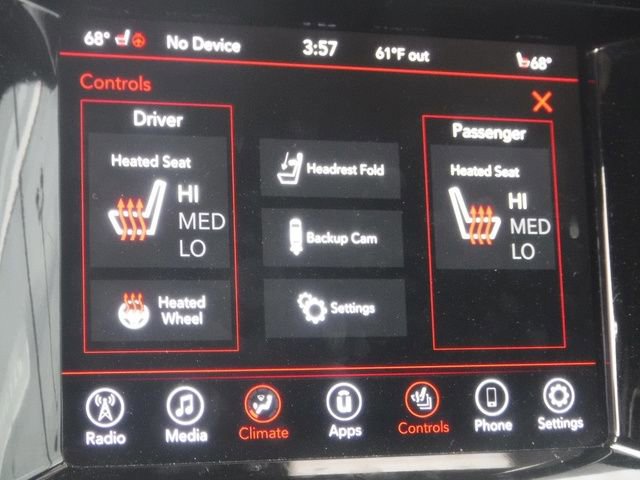 68° No Device 3:57 61°F out 68°
Controls
Driver
Heated Seat
HI
MED
LO
Heated
Wheel
Headrest Fold
Backup Cam
Settings
Passenger
Heated Seat
HI
MED
LO
Radio Media Climate Apps Controls Phone Settings